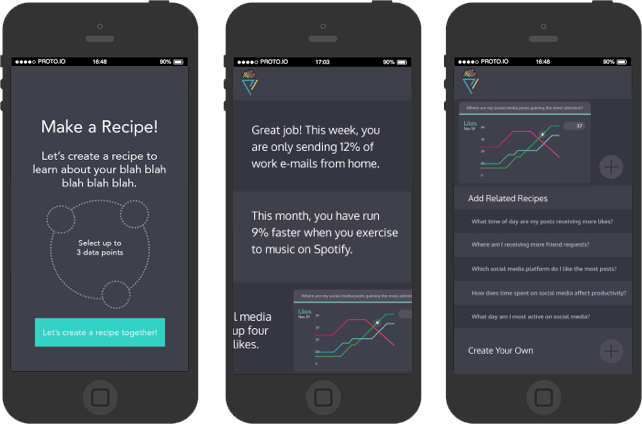 ●●●●○ PROTO.IO 16:48 90%
Make a Recipe!
Let's create a recipe to
learn about your blah blah
blah blah blah.
Select up to
3 data points
Let's create a recipe together!
●●●●○ PROTO.IO 17:03 90%
Great job! This week, you
are only sending 12% of
work e-mails from home.
This month, you have run
9% faster when you exercise
to music on Spotify.
l media
up four
likes.
Where are my social media posts gaining the most attention?
Likes
Nov 19
●●●●○ PROTO.IO 16:48 90%
Where are my social media posts gaining the most attention?
Likes
Nov 19
37
Add Related Recipes
What time of day are my posts receiving more likes?
Where am I receiving more friend requests?
Which social media platform do I like the most posts?
How does time spent on social media affect productivity?
What day am I most active on social media?
Create Your Own